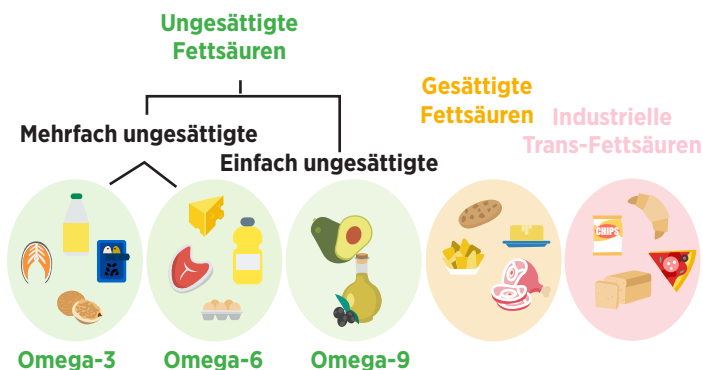 Ungesättigte
Fettsäuren
Gesättigte
Fettsäuren
Industrielle
Trans-Fettsäuren
Mehrfach ungesättigte
Einfach ungesättigte
CHIPS
Omega-3
Omega-6
Omega-9